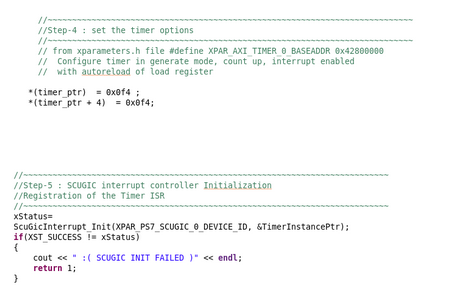 //~~~~~~~~~~~~~~~~~~~~~~~~~~~~~~~~~~~~~~~~~~~~~~~~~~~~~~~~~~~~~~~~~~~~~~~~~~
//Step-4 : set the timer options
//~~~~~~~~~~~~~~~~~~~~~~~~~~~~~~~~~~~~~~~~~~~~~~~~~~~~~~~~~~~~~~~~~~~~~~~~~~
// from xparameters.h file #define XPAR_AXI_TIMER_0_BASEADDR 0x42800000
//  Configure timer in generate mode, count up, interrupt enabled
//  with autoreload of load register
*(timer_ptr)  = 0x0f4 ;
*(timer_ptr + 4)  = 0x0f4;
//~~~~~~~~~~~~~~~~~~~~~~~~~~~~~~~~~~~~~~~~~~~~~~~~~~~~~~~~~~~~~~~~~~~~~~~~~~
//Step-5 : SCUGIC interrupt controller Initialization
//Registration of the Timer ISR
//~~~~~~~~~~~~~~~~~~~~~~~~~~~~~~~~~~~~~~~~~~~~~~~~~~~~~~~~~~~~~~~~~~~~~~~~~~
xStatus=
ScuGicInterrupt_Init(XPAR_PS7_SCUGIC_0_DEVICE_ID, &TimerInstancePtr);
if(XST_SUCCESS != xStatus)
{
    cout << " :( SCUGIC INIT FAILED )" << endl;
    return 1;
}